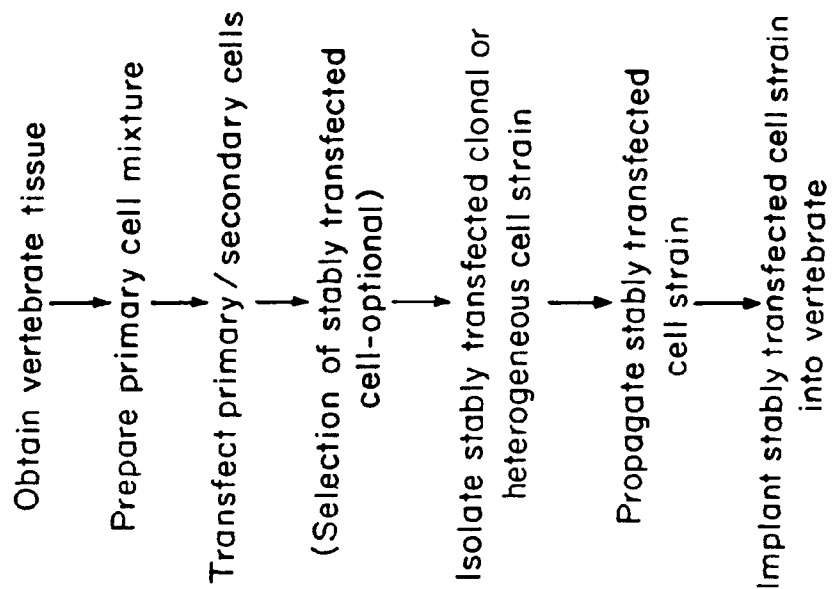 Obtain vertebrate tissue
Prepare primary cell mixture
Transfect primary / secondary cells
(Selection of stably transfected
cell-optional)
Isolate stably transfected clonal or
heterogeneous cell strain
Propagate stably transfected
cell strain
Implant stably transfected cell strain
into vertebrate